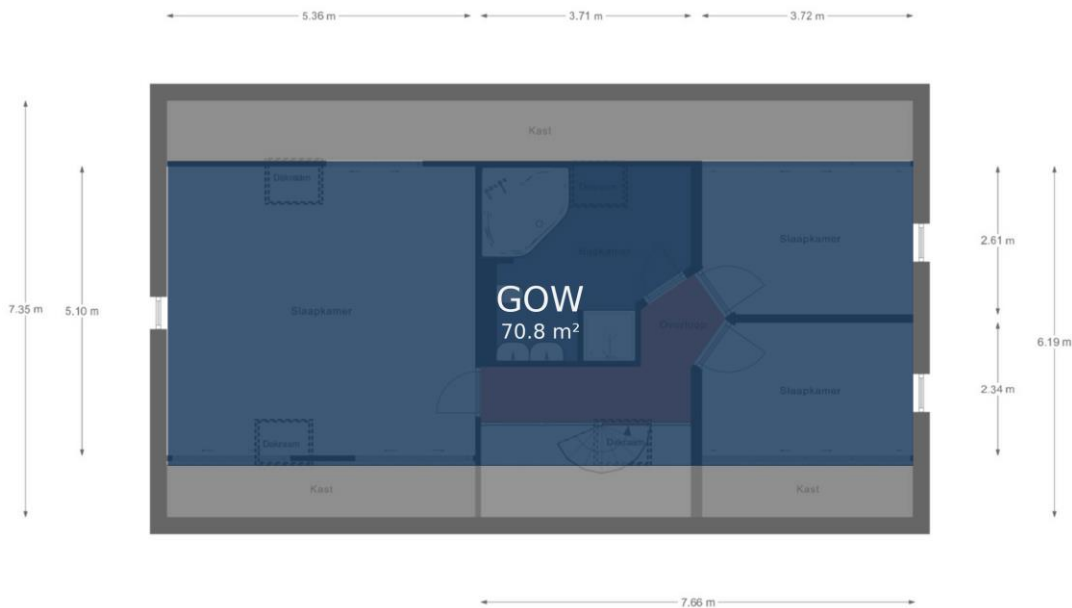 5.36 m
3.71 m
3.72 m
Kast
Dakraam
Dakraam
Slaapkamer
Badkamer
2.61 m
GOW
7.35 m
5.10 m
Slaapkamer
Overloop
70.8 m²
6.19 m
Slaapkamer
2.34 m
Dakraam
Dakraam
Kast
Kast
7.66 m